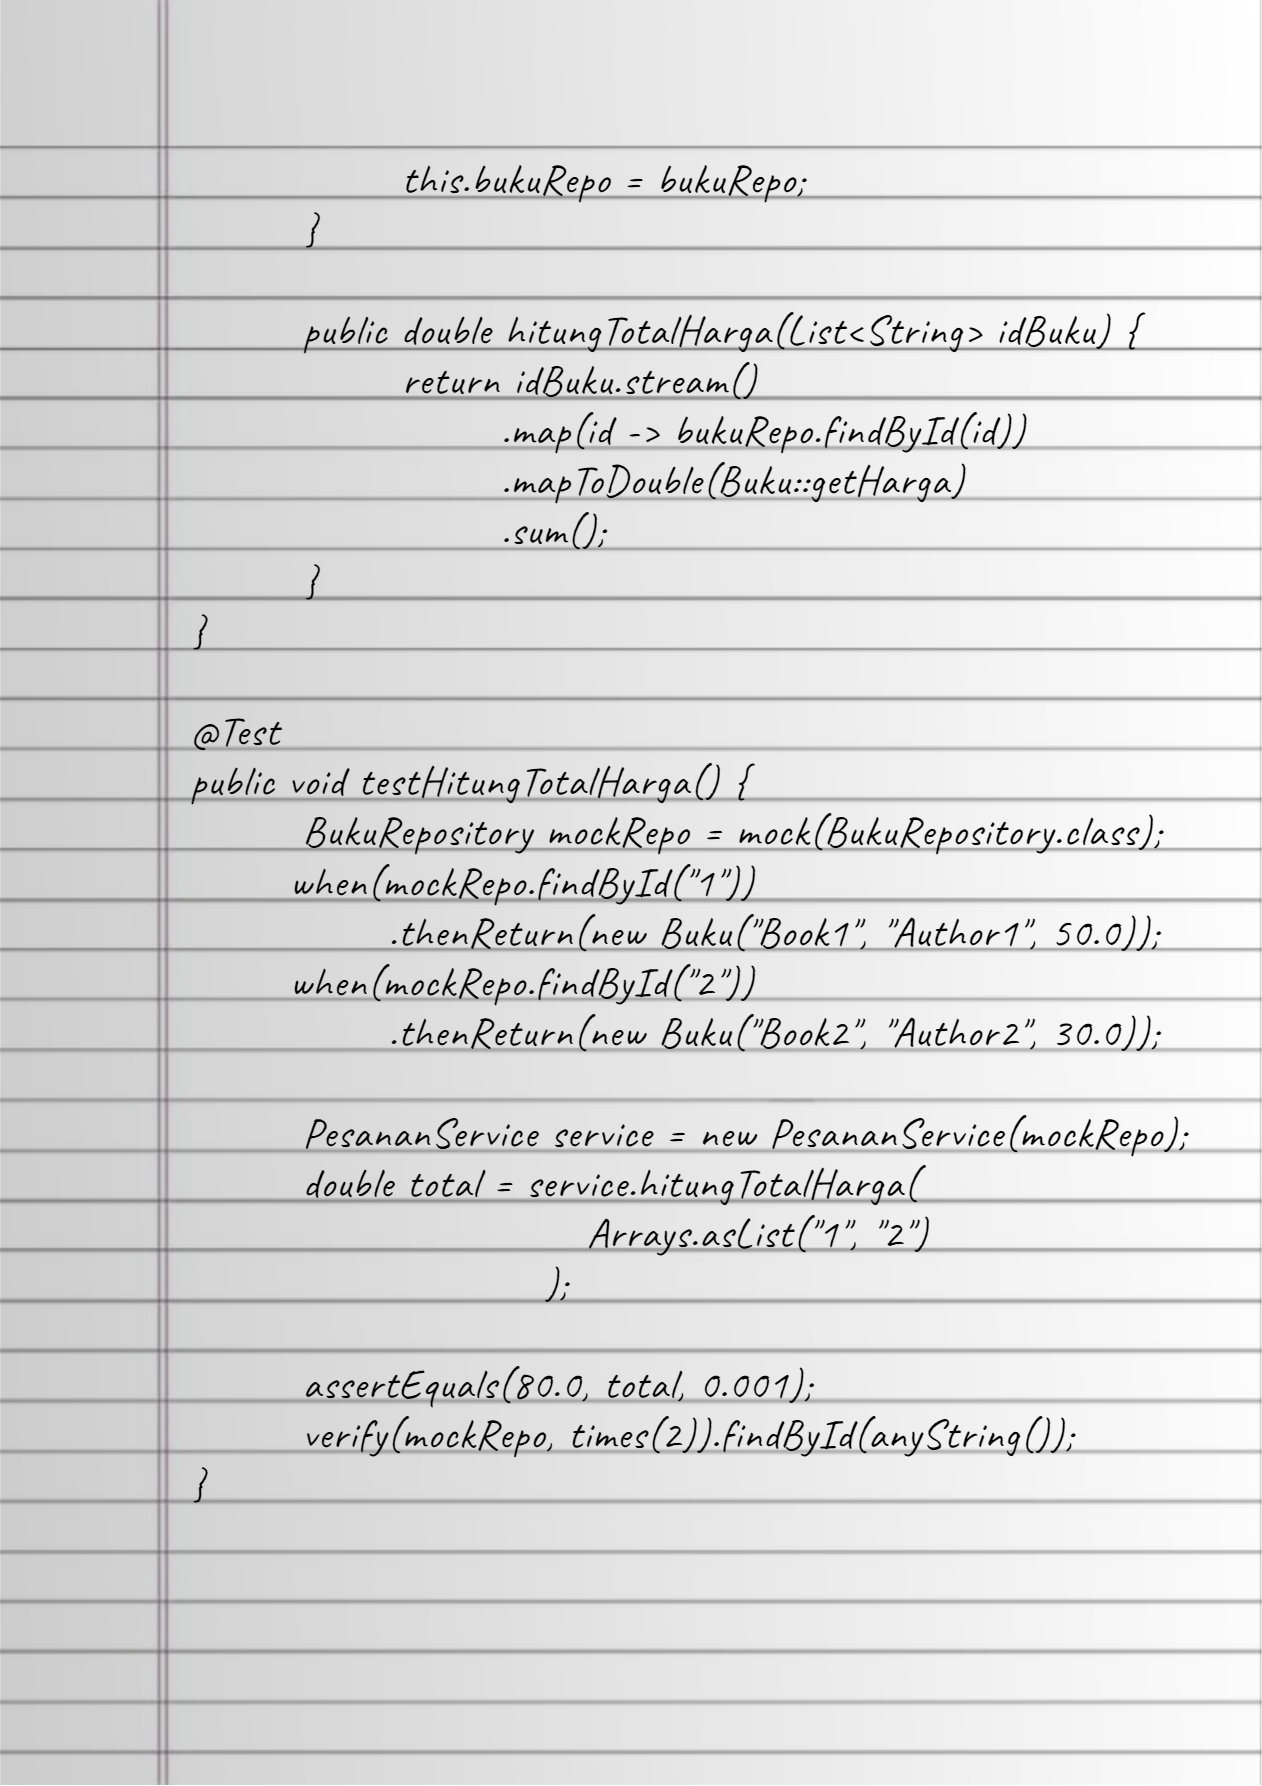 this.bukuRepo = bukuRepo;
}
public double hitungTotalHarga(List<String> idBuku) {
return idBuku.stream()
.map(id -> bukuRepo.findById(id))
.mapToDouble(Buku::getHarga)
.sum();
}
}
@Test
public void testHitungTotalHarga() {
BukuRepository mockRepo = mock(BukuRepository.class);
when(mockRepo.findById("1"))
.thenReturn(new Buku("Book1", "Author1", 50.0));
when(mockRepo.findById("2"))
.thenReturn(new Buku("Book2", "Author2", 30.0));
PesananService service = new PesananService(mockRepo);
double total = service.hitungTotalHarga(
Arrays.asList("1", "2")
);
assertEquals(80.0, total, 0.001);
verify(mockRepo, times(2)).findById(anyString());
}